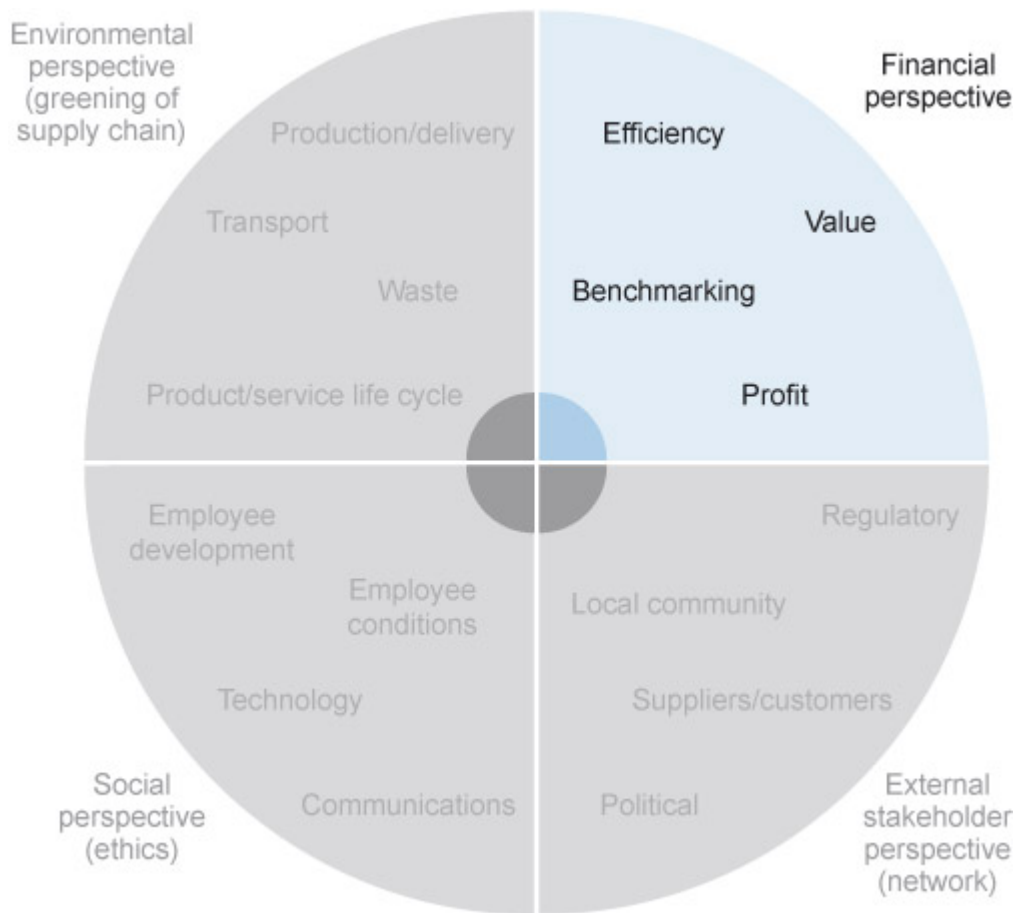 Environmental
perspective
(greening of
supply chain)
Production/delivery
Transport
Waste
Product/service life cycle
Financial
perspective
Efficiency
Value
Benchmarking
Profit
Employee
development
Employee
conditions
Technology
Communications
Social
perspective
(ethics)
Regulatory
Local community
Suppliers/customers
Political
External
stakeholder
perspective
(network)